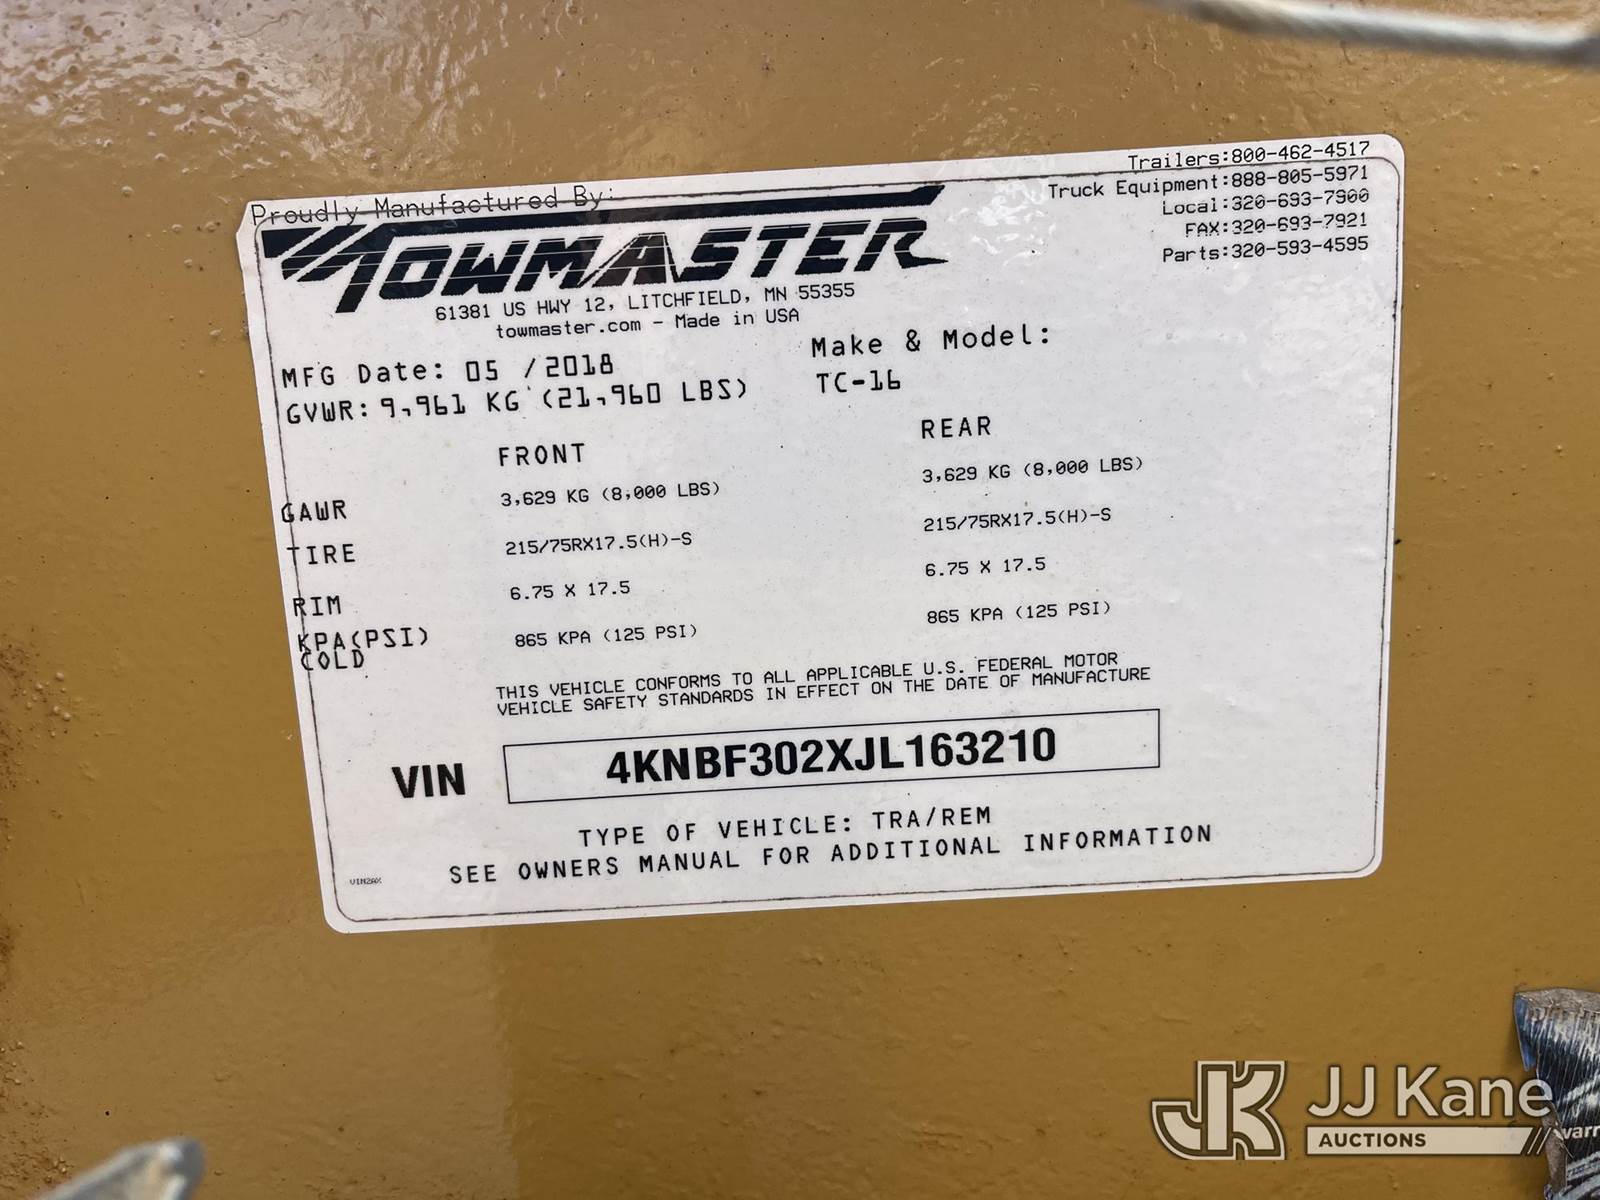 Proudly Manufactured By:
TOWMASTER
61381 US HWY 12, LITCHFIELD, MN 55355
towmaster.com - Made in USA
Trailers:800-462-4517
Truck Equipment:888-805-5971
Local:320-693-7900
FAX:320-693-7921
Parts:320-593-4595
MFG Date: 05 /2018
GVWR: 9,961 KG (21,960 LBS)
Make & Model:
TC-16
FRONT REAR
GAWR 3,629 KG (8,000 LBS) 3,629 KG (8,000 LBS)
TIRE 215/75RX17.5(H)-S 215/75RX17.5(H)-S
RIM 6.75 X 17.5 6.75 X 17.5
KPA(PSI) 865 KPA (125 PSI) 865 KPA (125 PSI)
COLD
THIS VEHICLE CONFORMS TO ALL APPLICABLE U.S. FEDERAL MOTOR
VEHICLE SAFETY STANDARDS IN EFFECT ON THE DATE OF MANUFACTURE
VIN 4KNBF302XJL163210
TYPE OF VEHICLE: TRA/REM
SEE OWNERS MANUAL FOR ADDITIONAL INFORMATION
JK JJ Kane
AUCTIONS